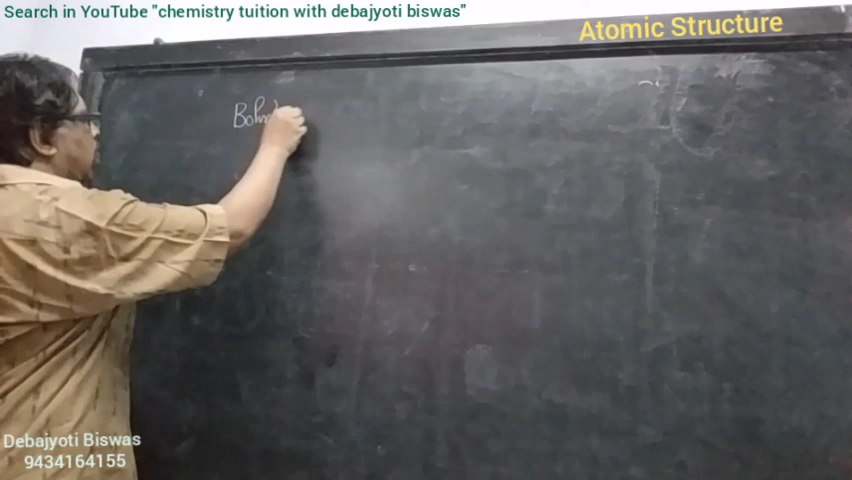 Search in YouTube "chemistry tuition with debajyoti biswas"
Atomic Structure
Debajyoti Biswas
9434164155